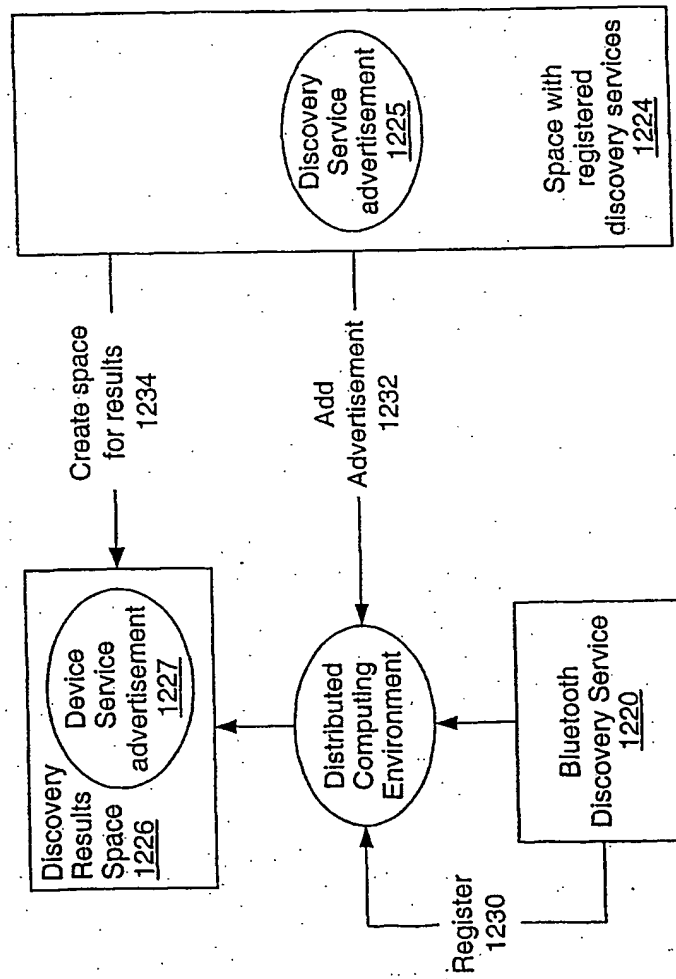 Discovery
Results
Space
1226
Device
Service
advertisement
1227
Create space
for results
1234
Discovery
Service
advertisement
1225
Space with
registered
discovery services
1224
Distributed
Computing
Environment
Add
Advertisement
1232
Register
1230
Bluetooth
Discovery Service
1220